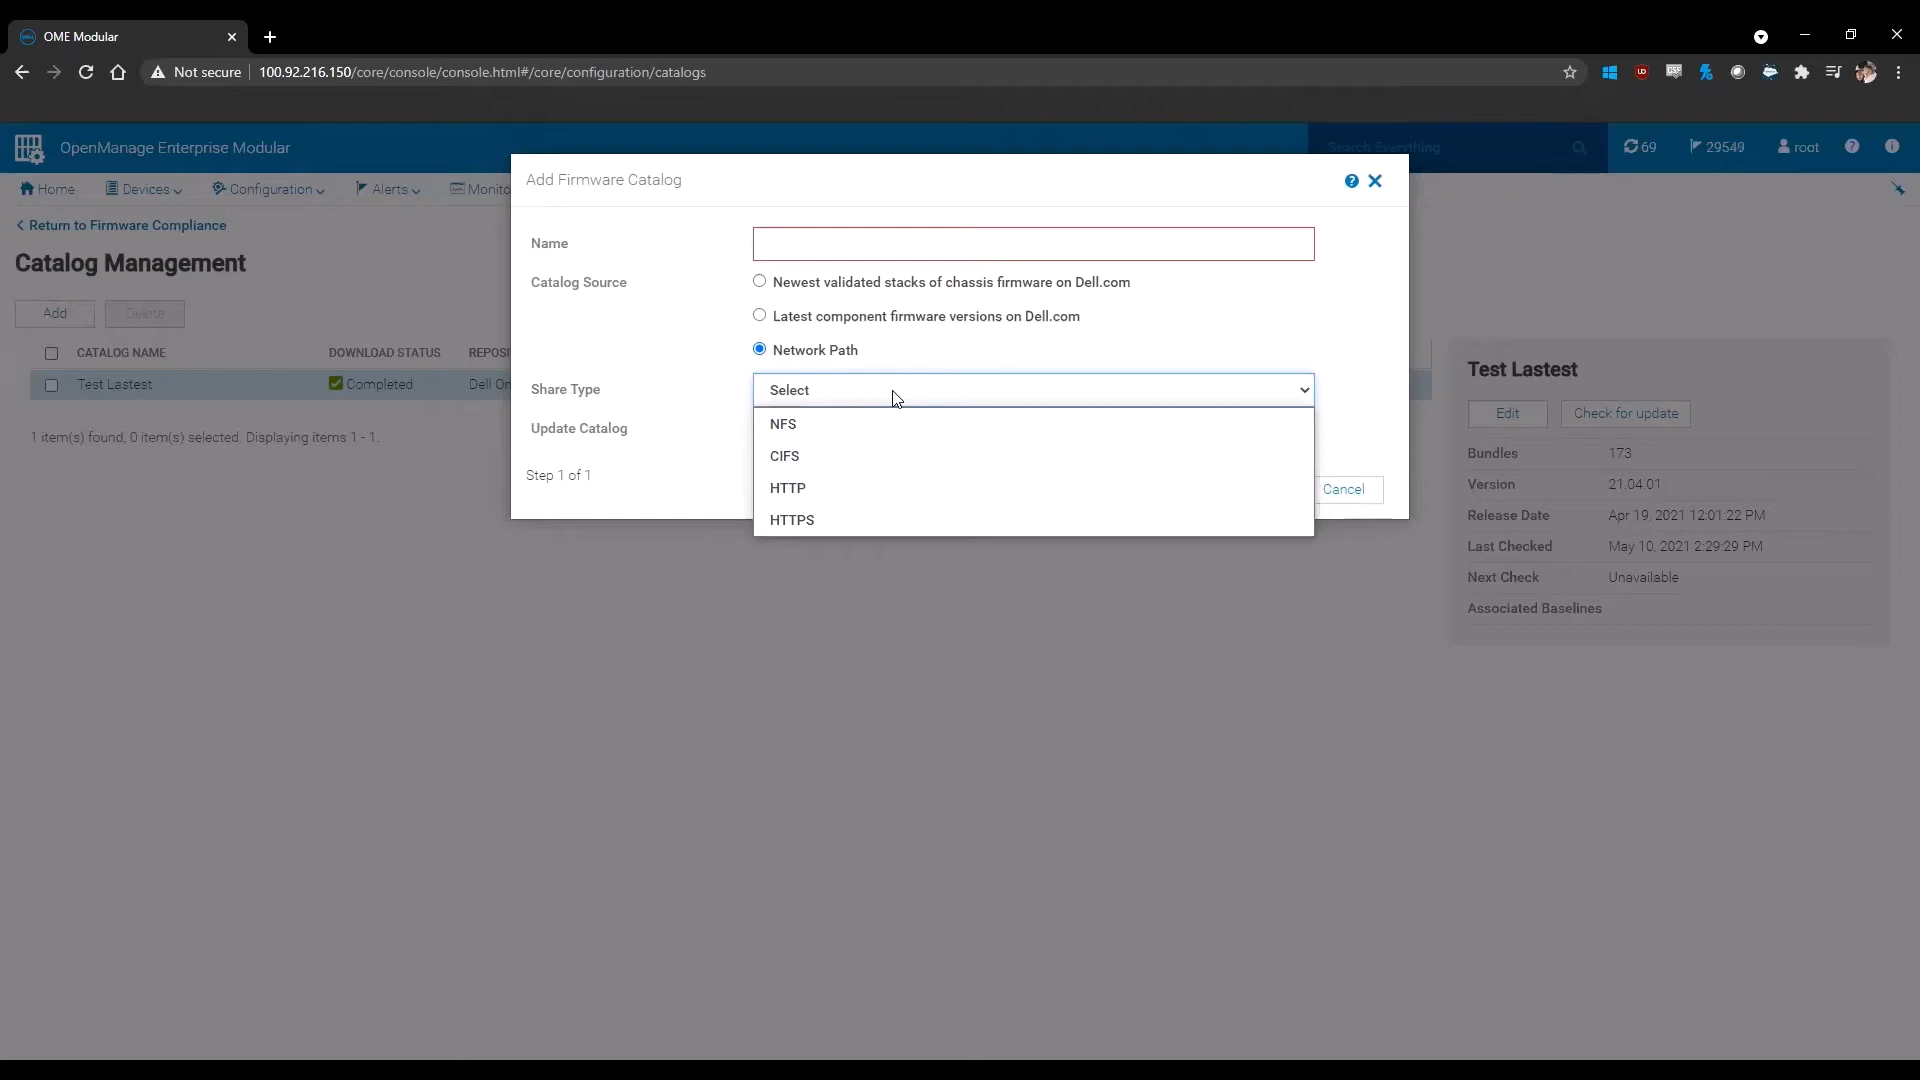 OME Modular
Not secure 100.92.216.150/core/console/console.html#/core/configuration/catalogs
OpenManage Enterprise Modular
Search Everything
69
29549
root
Home
Devices
Configuration
Alerts
Monito
Return to Firmware Compliance
Catalog Management
Add
Delete
CATALOG NAME DOWNLOAD STATUS REPOSI
Test Lastest Completed Dell On
1 item(s) found, 0 item(s) selected. Displaying items 1 - 1.
Add Firmware Catalog
Name
Catalog Source
Newest validated stacks of chassis firmware on Dell.com
Latest component firmware versions on Dell.com
Network Path
Share Type
Select
NFS
CIFS
HTTP
HTTPS
Update Catalog
Step 1 of 1
Cancel
Test Lastest
Edit
Check for update
Bundles 173
Version 21.04.01
Release Date Apr 19, 2021 12:01:22 PM
Last Checked May 10, 2021 2:29:29 PM
Next Check Unavailable
Associated Baselines